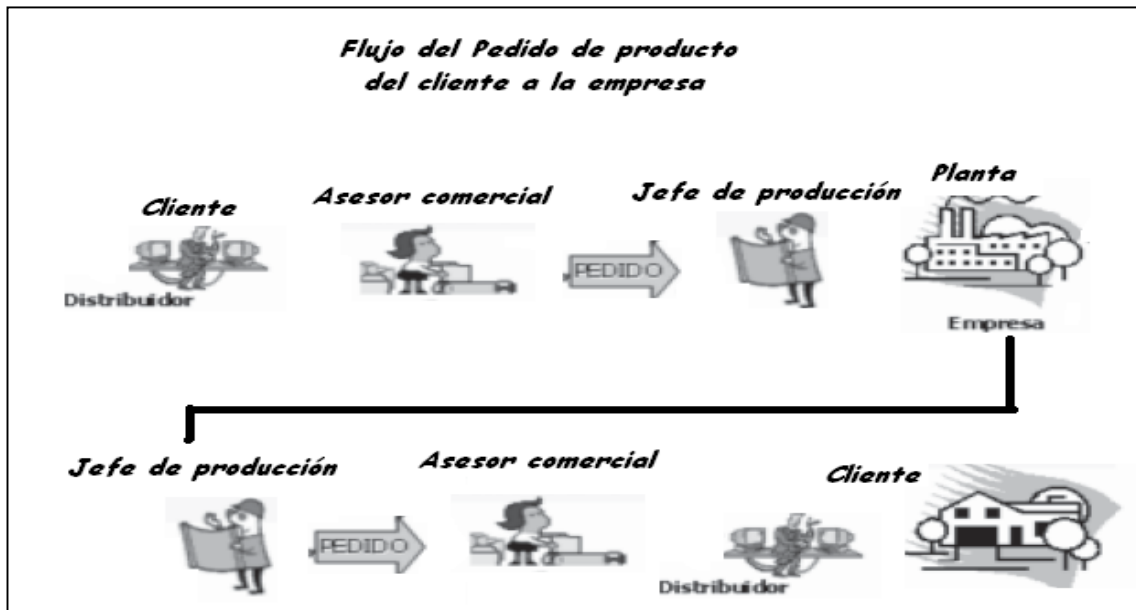 Flujo del Pedido de producto
del cliente a la empresa
Cliente
Asesor comercial
Jefe de producción
Planta
Distribuidor
PEDIDO
Empresa
Jefe de producción
Asesor comercial
Cliente
PEDIDO
Distribuidor